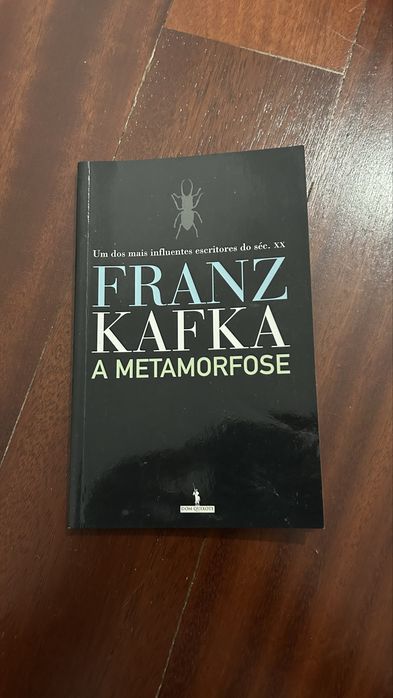 Um dos mais influentes escritores do séc. XX
FRANZ
KAFKA
A METAMORFOSE
DOM QUIXOTE